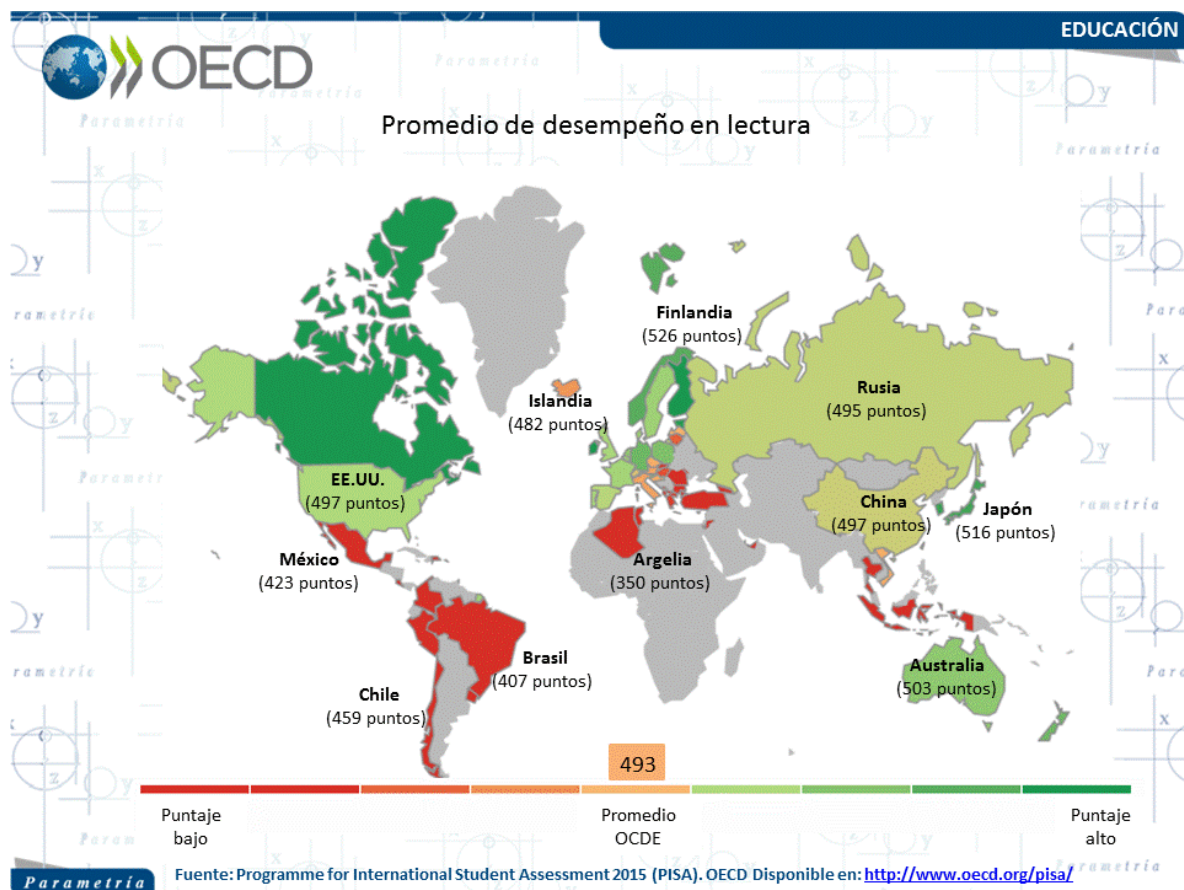 EDUCACIÓN
OECD
Promedio de desempeño en lectura
Finlandia
(526 puntos)
Rusia
(495 puntos)
Islandia
(482 puntos)
EE.UU.
(497 puntos)
China
(497 puntos)
Japón
(516 puntos)
México
(423 puntos)
Argelia
(350 puntos)
Brasil
(407 puntos)
Australia
(503 puntos)
Chile
(459 puntos)
493
Puntaje
bajo
Promedio
OCDE
Puntaje
alto
Parametría
Fuente: Programme for International Student Assessment 2015 (PISA). OECD Disponible en: http://www.oecd.org/pisa/